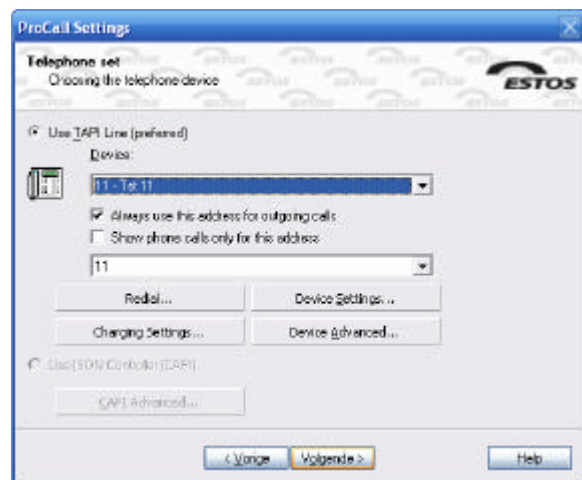 ProCall Settings
Telephone set
Choosing the telephone device
ESTOS
Use TAPI Line (preferred)
Device:
11 - Tst 11
Always use this address for outgoing calls
Show phone calls only for this address
11
Redial...
Device Settings...
Charging Settings...
Device Advanced...
Use ISDN Controller (CAPI)
CAPI Advanced...
< Vorige
Volgende >
Help